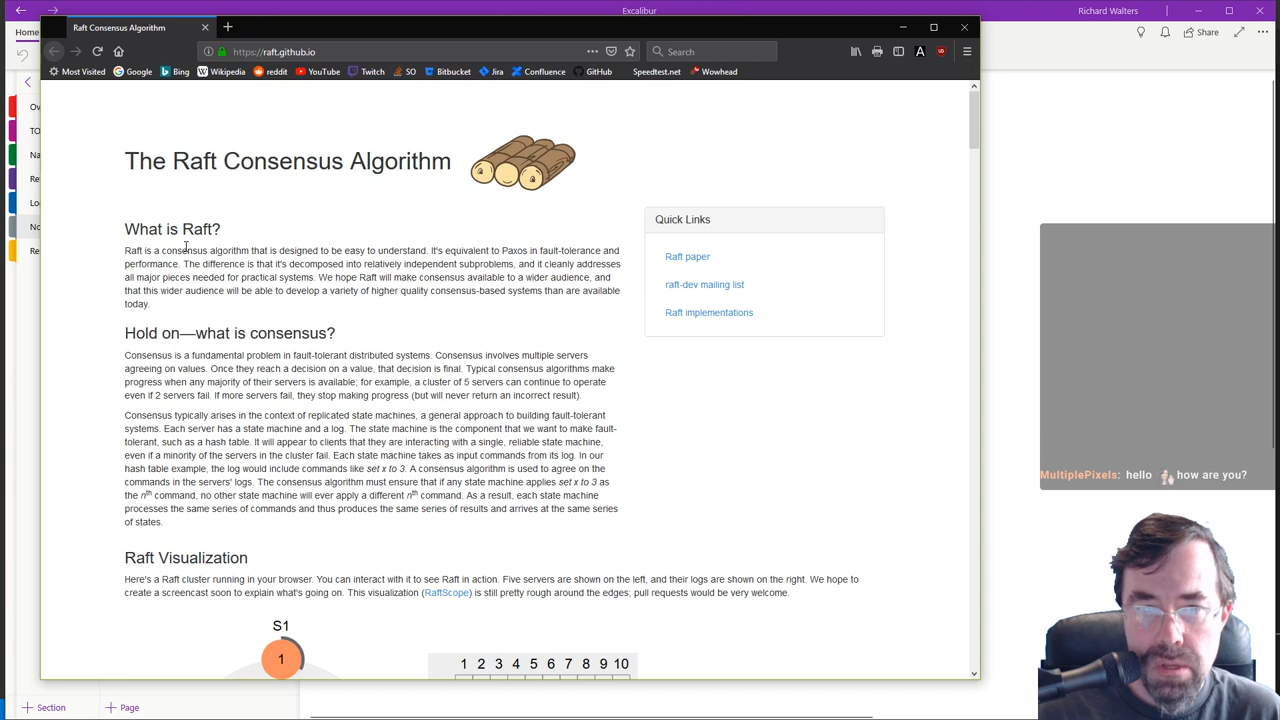 Excalibur
Richard Walters
Home
Share
Raft Consensus Algorithm
https://raft.github.io
Search
Most Visited
Google
Bing
Wikipedia
reddit
YouTube
Twitch
SO
Bitbucket
Jira
Confluence
GitHub
Speedtest.net
Wowhead
Ov
TO
Na
Re
Lo
No
Re
The Raft Consensus Algorithm
What is Raft?
Raft is a consensus algorithm that is designed to be easy to understand. It's equivalent to Paxos in fault-tolerance and
performance. The difference is that it's decomposed into relatively independent subproblems, and it cleanly addresses
all major pieces needed for practical systems. We hope Raft will make consensus available to a wider audience, and
that this wider audience will be able to develop a variety of higher quality consensus-based systems than are available
today.
Quick Links
Raft paper
raft-dev mailing list
Raft implementations
Hold on—what is consensus?
Consensus is a fundamental problem in fault-tolerant distributed systems. Consensus involves multiple servers
agreeing on values. Once they reach a decision on a value, that decision is final. Typical consensus algorithms make
progress when any majority of their servers is available; for example, a cluster of 5 servers can continue to operate
even if 2 servers fail. If more servers fail, they stop making progress (but will never return an incorrect result).
Consensus typically arises in the context of replicated state machines, a general approach to building fault-tolerant
systems. Each server has a state machine and a log. The state machine is the component that we want to make fault-
tolerant, such as a hash table. It will appear to clients that they are interacting with a single, reliable state machine,
even if a minority of the servers in the cluster fail. Each state machine takes as input commands from its log. In our
hash table example, the log would include commands like set x to 3. A consensus algorithm is used to agree on the
commands in the servers' logs. The consensus algorithm must ensure that if any state machine applies set x to 3 as
the nth command, no other state machine will ever apply a different nth command. As a result, each state machine
processes the same series of commands and thus produces the same series of results and arrives at the same series
of states.
MultiplePixels: hello how are you?
Raft Visualization
Here's a Raft cluster running in your browser. You can interact with it to see Raft in action. Five servers are shown on the left, and their logs are shown on the right. We hope to
create a screencast soon to explain what's going on. This visualization (RaftScope) is still pretty rough around the edges; pull requests would be very welcome.
S1
1
1 2 3 4 5 6 7 8 9 10
Section
Page